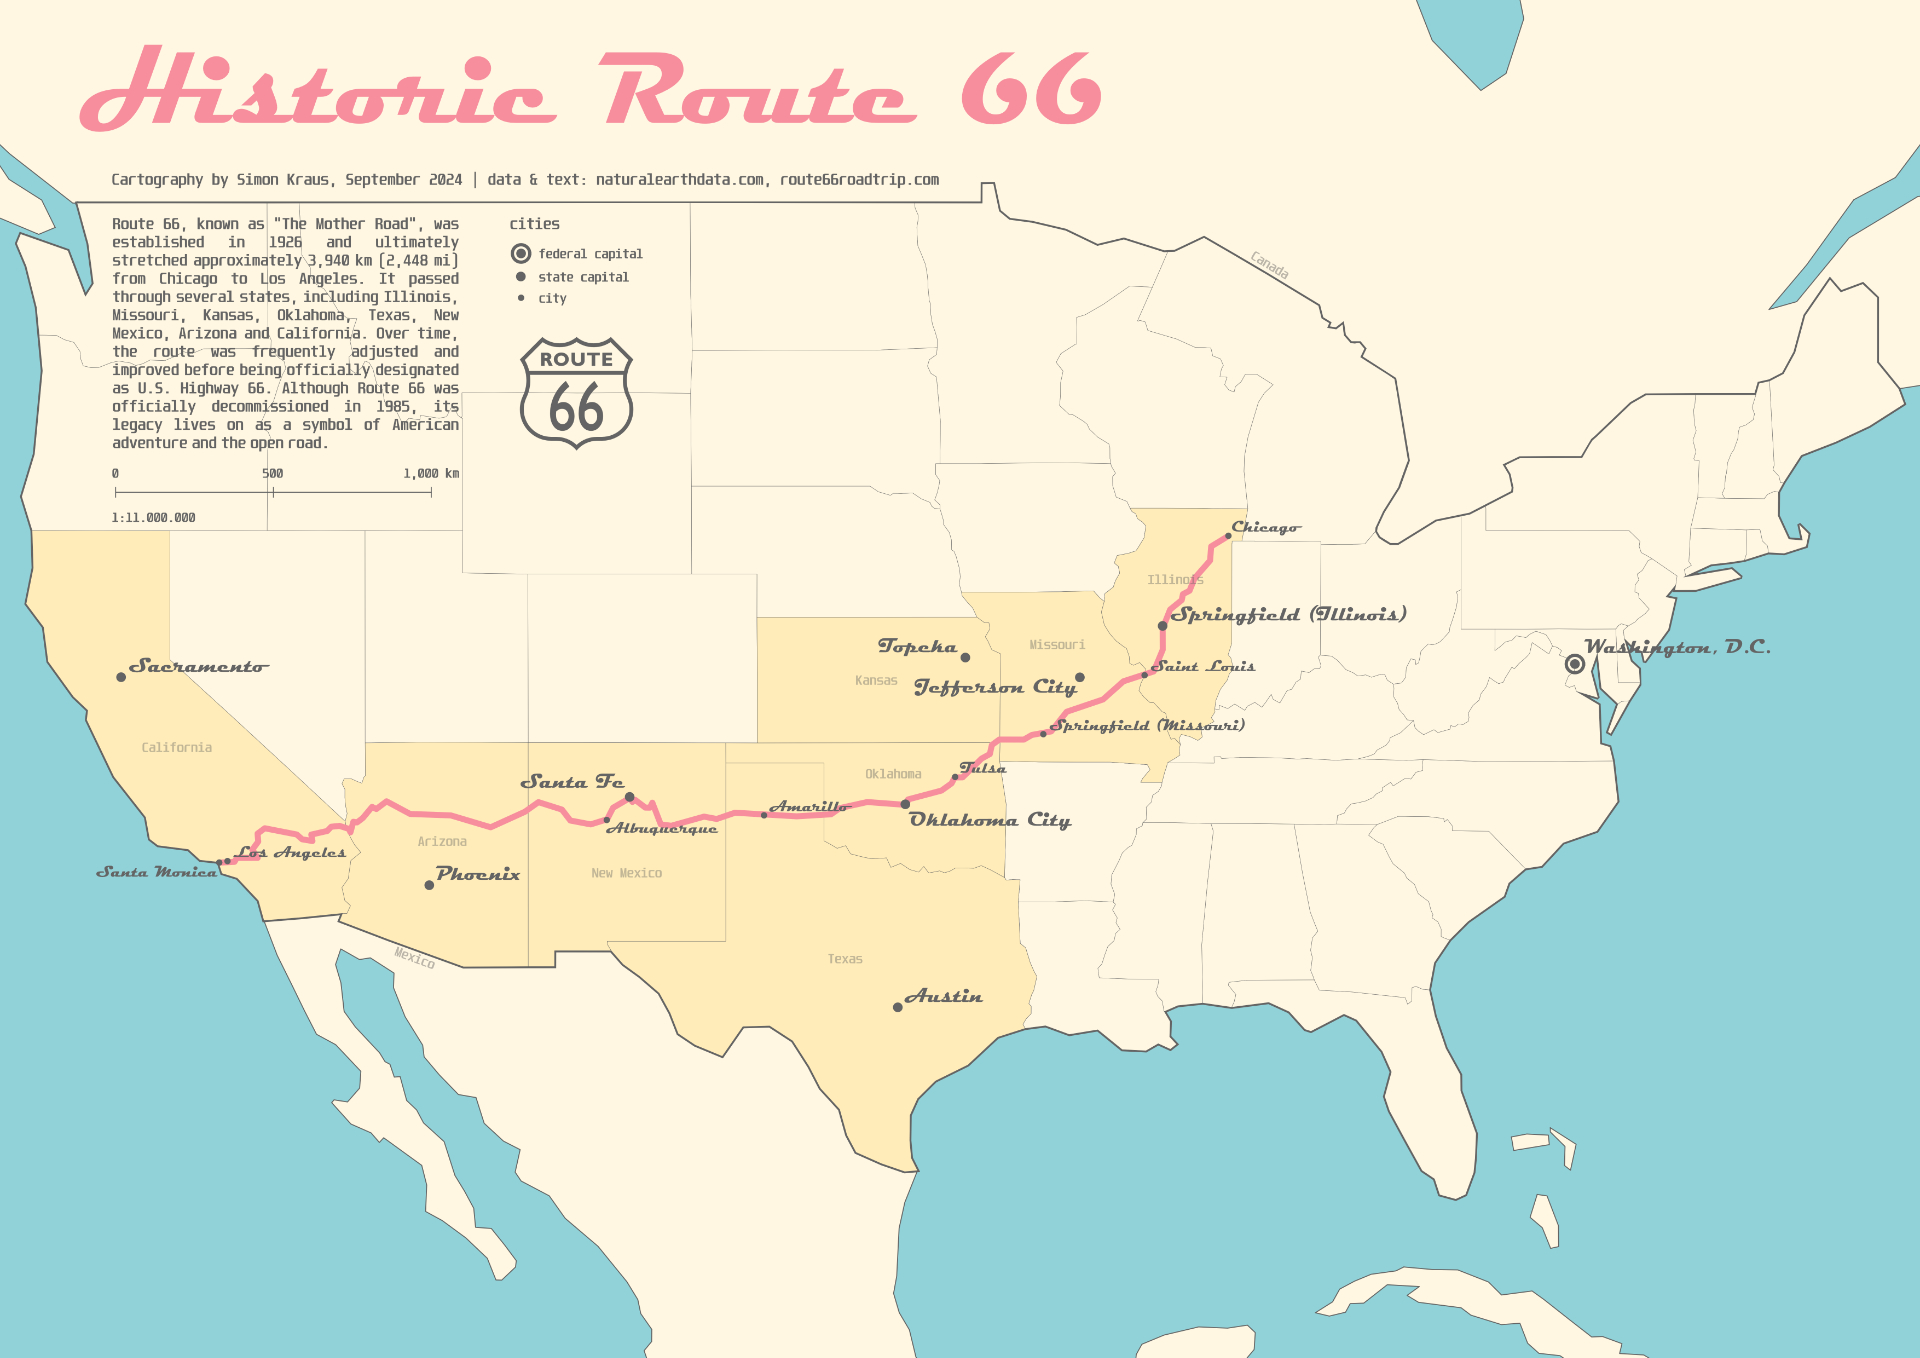 Historic Route 66
Cartography by Simon Kraus, September 2024 | data & text: naturalearthdata.com, route66roadtrip.com
Route 66, known as "The Mother Road", was
established in 1926 and ultimately
stretched approximately 3,940 km (2,448 mi)
from Chicago to Los Angeles. It passed
through several states, including Illinois,
Missouri, Kansas, Oklahoma, Texas, New
Mexico, Arizona and California. Over time,
the route was frequently adjusted and
improved before being officially designated
as U.S. Highway 66. Although Route 66 was
officially decommissioned in 1985, its
legacy lives on as a symbol of American
adventure and the open road.
0 500 1,000 km
1:11.000.000
cities
federal capital
state capital
city
ROUTE
66
Canada
Chicago
Illinois
Springfield (Illinois)
Topeka
Missouri
Washington, D.C.
Sacramento
Saint Louis
Kansas
Jefferson City
Springfield (Missouri)
California
Tulsa
Oklahoma
Santa Fe
Amarillo
Oklahoma City
Albuquerque
Arizona
Los Angeles
Santa Monica
Phoenix
New Mexico
Mexico
Texas
Austin